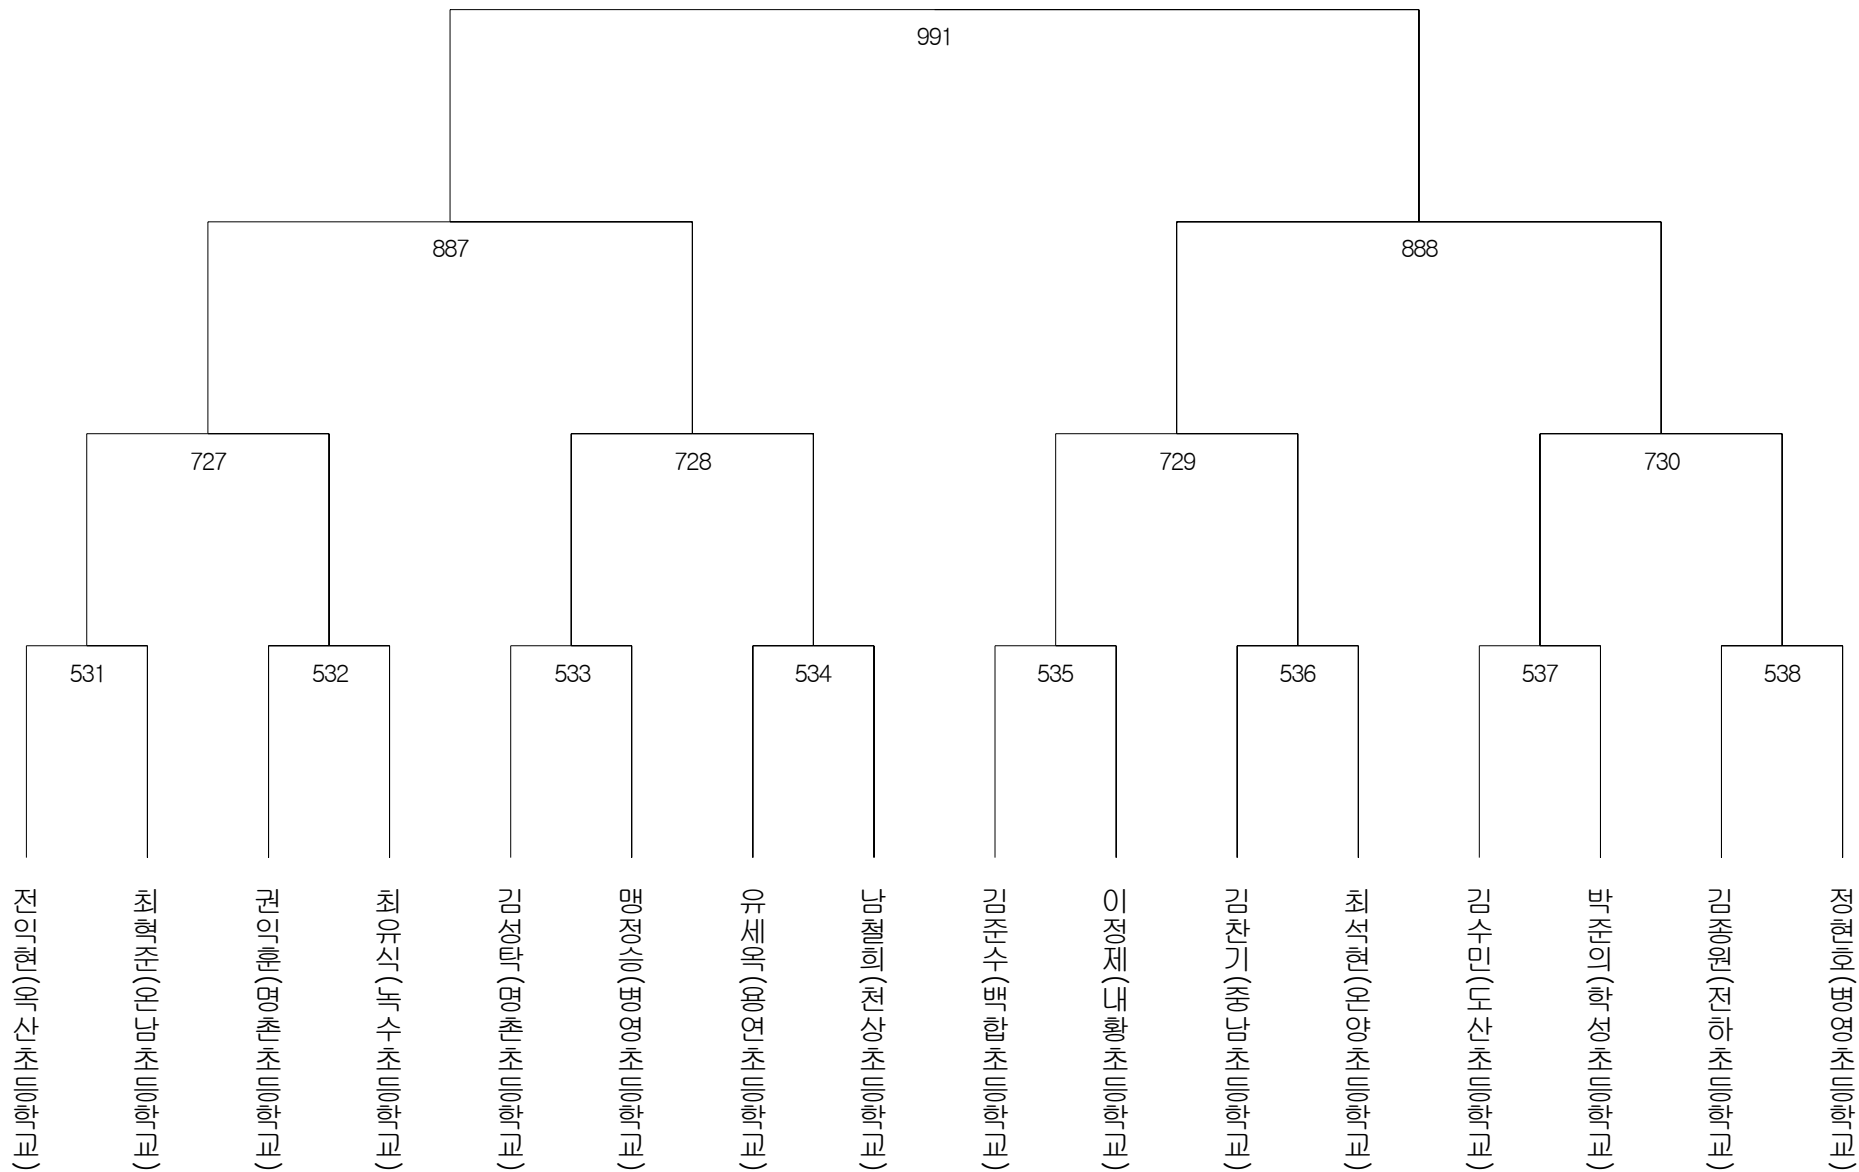 991
887
888
727
728
729
730
531
532
533
534
535
536
537
538
전익현(옥산초등학교)
최혁준(온남초등학교)
권익훈(명촌초등학교)
최유식(녹수초등학교)
김성탁(명촌초등학교)
맹정승(병영초등학교)
유세옥(용연초등학교)
남철희(천상초등학교)
김준수(백합초등학교)
이정제(내황초등학교)
김찬기(중남초등학교)
최석현(온양초등학교)
김수민(도산초등학교)
박준의(학성초등학교)
김종원(전하초등학교)
정현호(병영초등학교)